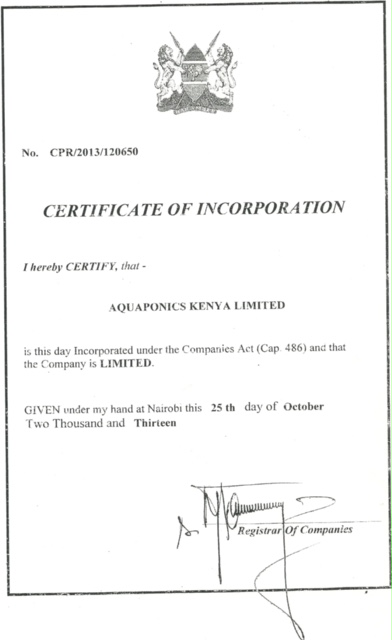 No. CPR/2013/120650
CERTIFICATE OF INCORPORATION
I hereby CERTIFY, that -
AQUAPONICS KENYA LIMITED
is this day Incorporated under the Companies Act (Cap. 486) and that
the Company is LIMITED.
GIVEN under my hand at Nairobi this 25 th day of October
Two Thousand and Thirteen
Registrar Of Companies